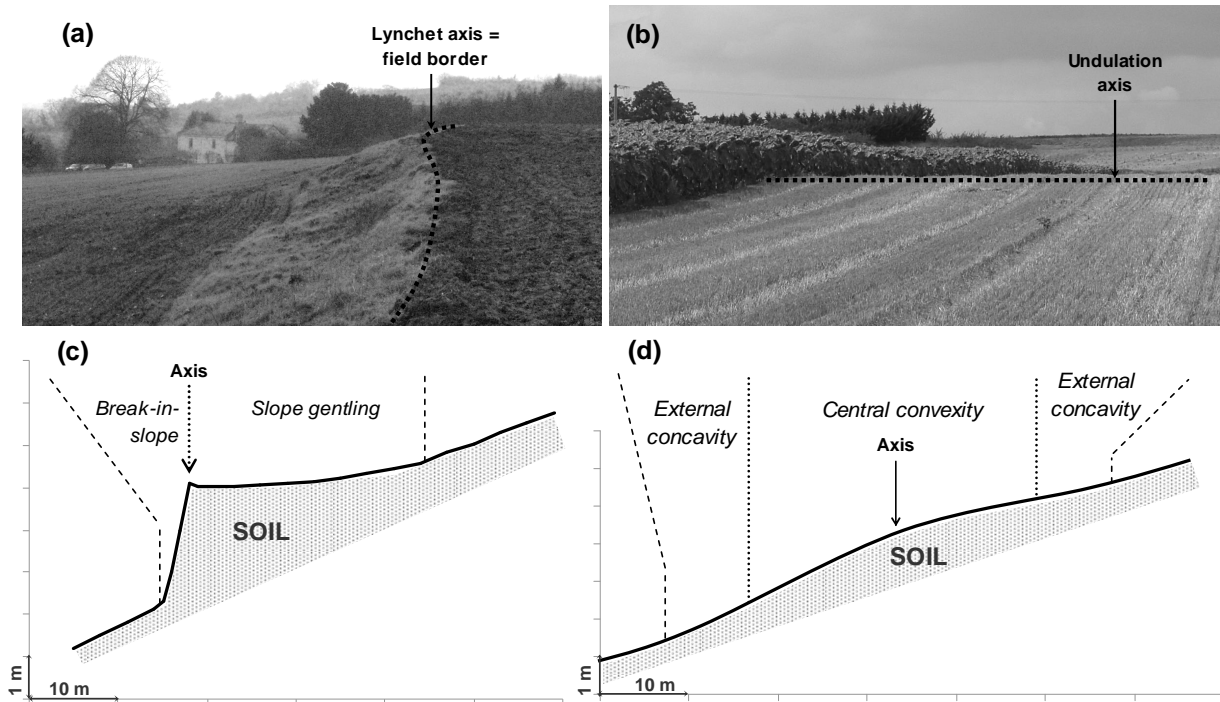 (a)
Lynchet axis =
field border
(b)
Undulation
axis
(c)
Axis
Break-in-
slope
Slope gentling
SOIL
1 m
10 m
(d)
External
concavity
Central convexity
External
concavity
Axis
SOIL
1 m
10 m